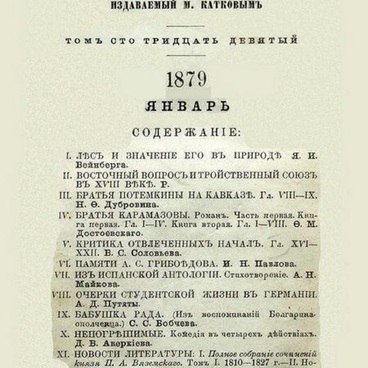 ИЗДАВАЕМЫЙ М. КАТКОВЫМЪ
ТОМЪ СТО ТРИДЦАТЬ ДЕВЯТЫЙ
1879
ЯНВАРЬ
СОДЕРЖАНІЕ:
I. ЛѢСЪ И ЗНАЧЕНІЕ ЕГО ВЪ ПРИРОДѢ Я. И.
Вейнберга.
II. ВОСТОЧНЫЙ ВОПРОСЪ И ТРОЙСТВЕННЫЙ СОЮЗЪ
ВЪ XVIII ВѢКѢ. Р.
III. БРАТЬЯ ПОТЕМКИНЫ НА КАВКАЗѢ. Гл. VIII—IX.
Н. Ѳ. Дубровина.
IV. БРАТЬЯ КАРАМАЗОВЫ. Романъ. Часть первая. Кни-
га первая: Гл. I—IV. Книга вторая. Гл. I—VIII. Ѳ. М.
Достоевскаго.
V. КРИТИКА ОТВЛЕЧЕННЫХЪ НАЧАЛЪ. Гл. XVI—
XXII. В. С. Соловьева.
VI. ПАМЯТИ А. С. ГРИБОѢДОВА. И. Н. Павлова.
VII. ИЗЪ ИСПАНСКОЙ АНТОЛОГІИ. Стихотвореніе. А. Н.
Майкова.
VIII. ОЧЕРКИ СТУДЕНТСКОЙ ЖИЗНИ ВЪ ГЕРМАНІИ.
А. Д. Путяты.
IX. БАБУШКА РАДА. (Изъ воспоминаній Болгарина-
ополченца.) С. С. Бобчева.
X. НЕПОГРѢШИМЫЕ. Комедія въ четырехъ дѣйствіяхъ.
Д. В. Аверкіева.
XI. НОВОСТИ ЛИТЕРАТУРЫ: I. Полное собраніе сочиненій
князя П. А. Вяземскаго. Томъ I. 1810—1827 г.—II. Но-